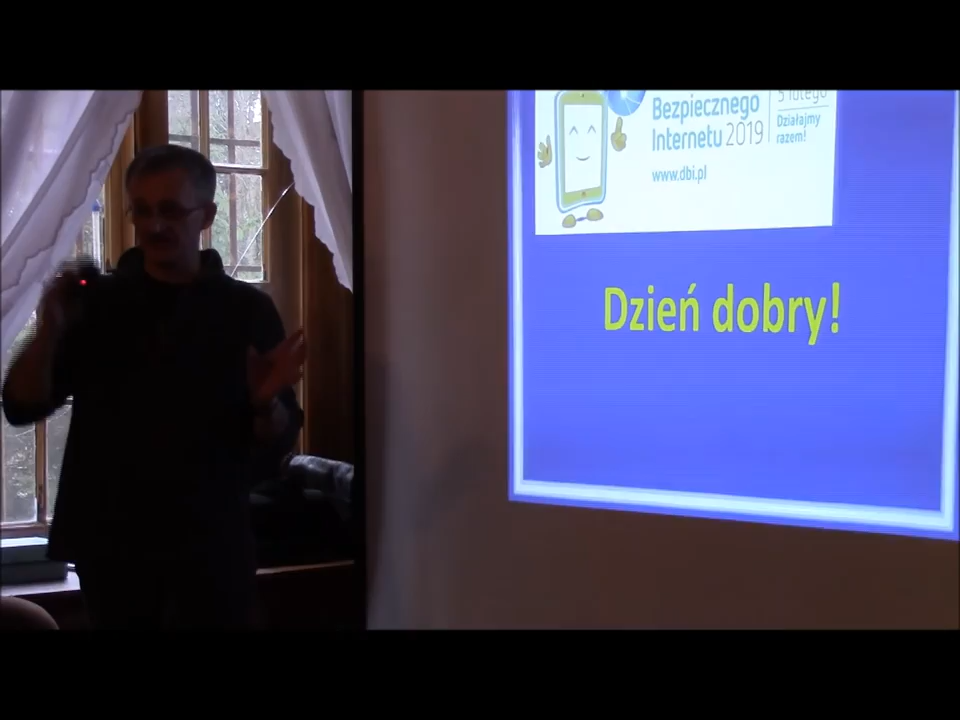 Bezpiecznego
Internetu 2019
5 lutego
Działajmy
razem!
www.dbi.pl
Dzień dobry!